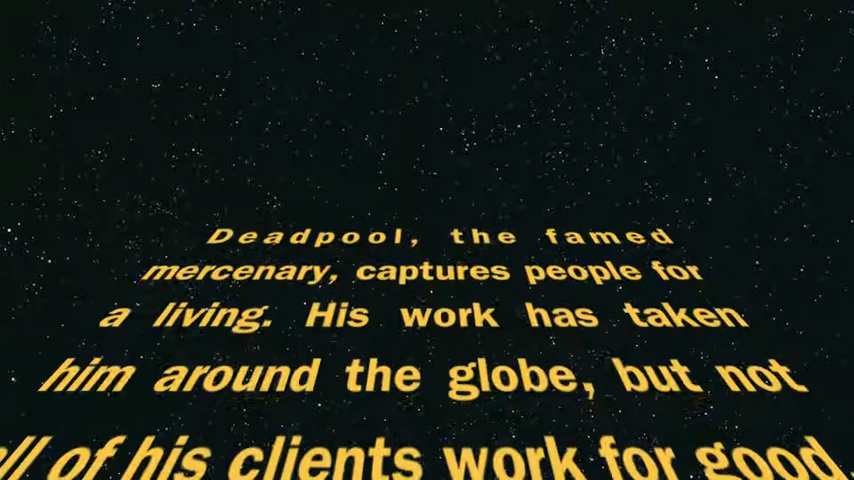 Deadpool, the famed
mercenary, captures people for
a living. His work has taken
him around the globe, but not
all of his clients work for good.